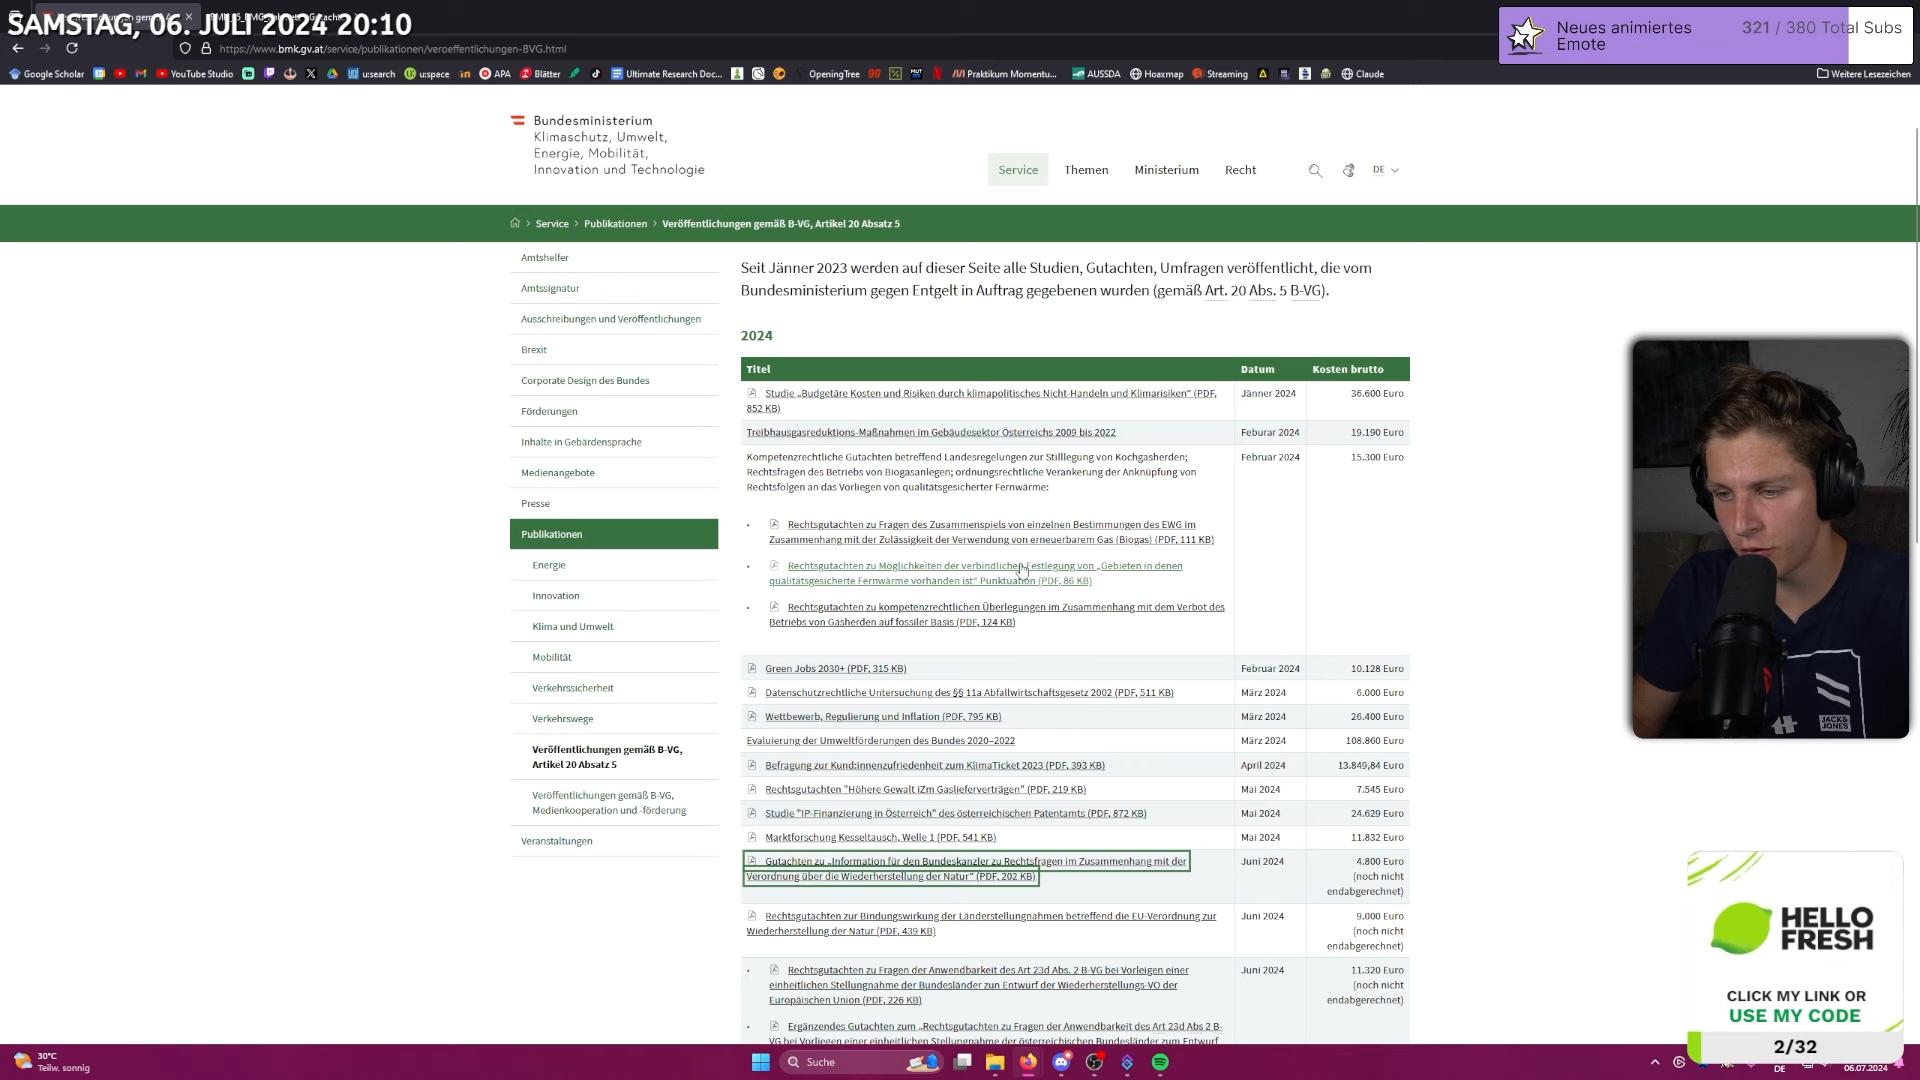 SAMSTAG, 06. JULI 2024 20:10
https://www.bmk.gv.at/service/publikationen/veroeffentlichungen-BVG.html
Neues animiertes
Emote
321 / 380 Total Subs
Google Scholar
YouTube Studio
u:search
u:space
APA
Blätter
Ultimate Research Doc...
OpeningTree
Praktikum Momentu...
AUSSDA
Hoaxmap
Streaming
Claude
Weitere Lesezeichen
Bundesministerium
Klimaschutz, Umwelt,
Energie, Mobilität,
Innovation und Technologie
Service
Themen
Ministerium
Recht
DE
Service
Publikationen
Veröffentlichungen gemäß B-VG, Artikel 20 Absatz 5
Amtshelfer
Amtssignatur
Ausschreibungen und Veröffentlichungen
Brexit
Corporate Design des Bundes
Förderungen
Inhalte in Gebärdensprache
Medienangebote
Presse
Publikationen
Energie
Innovation
Klima und Umwelt
Mobilität
Verkehrssicherheit
Verkehrswege
Veröffentlichungen gemäß B-VG,
Artikel 20 Absatz 5
Veröffentlichungen gemäß B-VG,
Medienkooperation und -förderung
Veranstaltungen
Seit Jänner 2023 werden auf dieser Seite alle Studien, Gutachten, Umfragen veröffentlicht, die vom
Bundesministerium gegen Entgelt in Auftrag gegebenen wurden (gemäß Art. 20 Abs. 5 B-VG).
2024
Titel Datum Kosten brutto
Studie „Budgetäre Kosten und Risiken durch klimapolitisches Nicht-Handeln und Klimarisiken“ (PDF, Jänner 2024 36.600 Euro
852 KB)
Treibhausgasreduktions-Maßnahmen im Gebäudesektor Österreichs 2009 bis 2022 Feburar 2024 19.190 Euro
Kompetenzrechtliche Gutachten betreffend Landesregelungen zur Stilllegung von Kochgasherden; Februar 2024 15.300 Euro
Rechtsfragen des Betriebs von Biogasanlegen; ordnungsrechtliche Verankerung der Anknüpfung von
Rechtsfolgen an das Vorliegen von qualitätsgesicherter Fernwärme:
Rechtsgutachten zu Fragen des Zusammenspiels von einzelnen Bestimmungen des EWG im
Zusammenhang mit der Zulässigkeit der Verwendung von erneuerbarem Gas (Biogas) (PDF, 111 KB)
Rechtsgutachten zu Möglichkeiten der verbindlichen Festlegung von „Gebieten in denen
qualitätsgesicherte Fernwärme vorhanden ist“ Punktuation (PDF, 86 KB)
Rechtsgutachten zu kompetenzrechtlichen Überlegungen im Zusammenhang mit dem Verbot des
Betriebs von Gasherden auf fossiler Basis (PDF, 124 KB)
Green Jobs 2030+ (PDF, 315 KB) Februar 2024 10.128 Euro
Datenschutzrechtliche Untersuchung des §§ 11a Abfallwirtschaftsgesetz 2002 (PDF, 511 KB) März 2024 6.000 Euro
Wettbewerb, Regulierung und Inflation (PDF, 795 KB) März 2024 26.400 Euro
Evaluierung der Umweltförderungen des Bundes 2020–2022 März 2024 108.860 Euro
Befragung zur Kund:innenzufriedenheit zum KlimaTicket 2023 (PDF, 393 KB) April 2024 13.849,84 Euro
Rechtsgutachten "Höhere Gewalt iZm Gaslieferverträgen" (PDF, 219 KB) Mai 2024 7.545 Euro
Studie "IP-Finanzierung in Österreich" des österreichischen Patentamts (PDF, 872 KB) Mai 2024 24.629 Euro
Marktforschung Kesseltausch, Welle 1 (PDF, 541 KB) Mai 2024 11.832 Euro
Gutachten zu „Information für den Bundeskanzler zu Rechtsfragen im Zusammenhang mit der Juni 2024 4.800 Euro
Verordnung über die Wiederherstellung der Natur“ (PDF, 202 KB) (noch nicht
endabgerechnet)
Rechtsgutachten zur Bindungswirkung der Länderstellungnahmen betreffend die EU-Verordnung zur Juni 2024 9.000 Euro
Wiederherstellung der Natur (PDF, 439 KB) (noch nicht
endabgerechnet)
Rechtsgutachten zu Fragen der Anwendbarkeit des Art 23d Abs. 2 B-VG bei Vorleigen einer Juni 2024 11.320 Euro
einheitlichen Stellungnahme der Bundesländer zun Entwurf der Wiederherstellungs-VO der (noch nicht
Europäischen Union (PDF, 226 KB) endabgerechnet)
Ergänzendes Gutachten zum „Rechtsgutachten zu Fragen der Anwendbarkeit des Art 23d Abs 2 B-
VG bei Vorliegen einer einheitlichen Stellungnahme der österreichischen Bundesländer zum Entwurf
JACK&
JONES
HELLO
FRESH
CLICK MY LINK OR
USE MY CODE
2/32
30°C
Teilw. sonnig
Suche
DE
06.07.2024